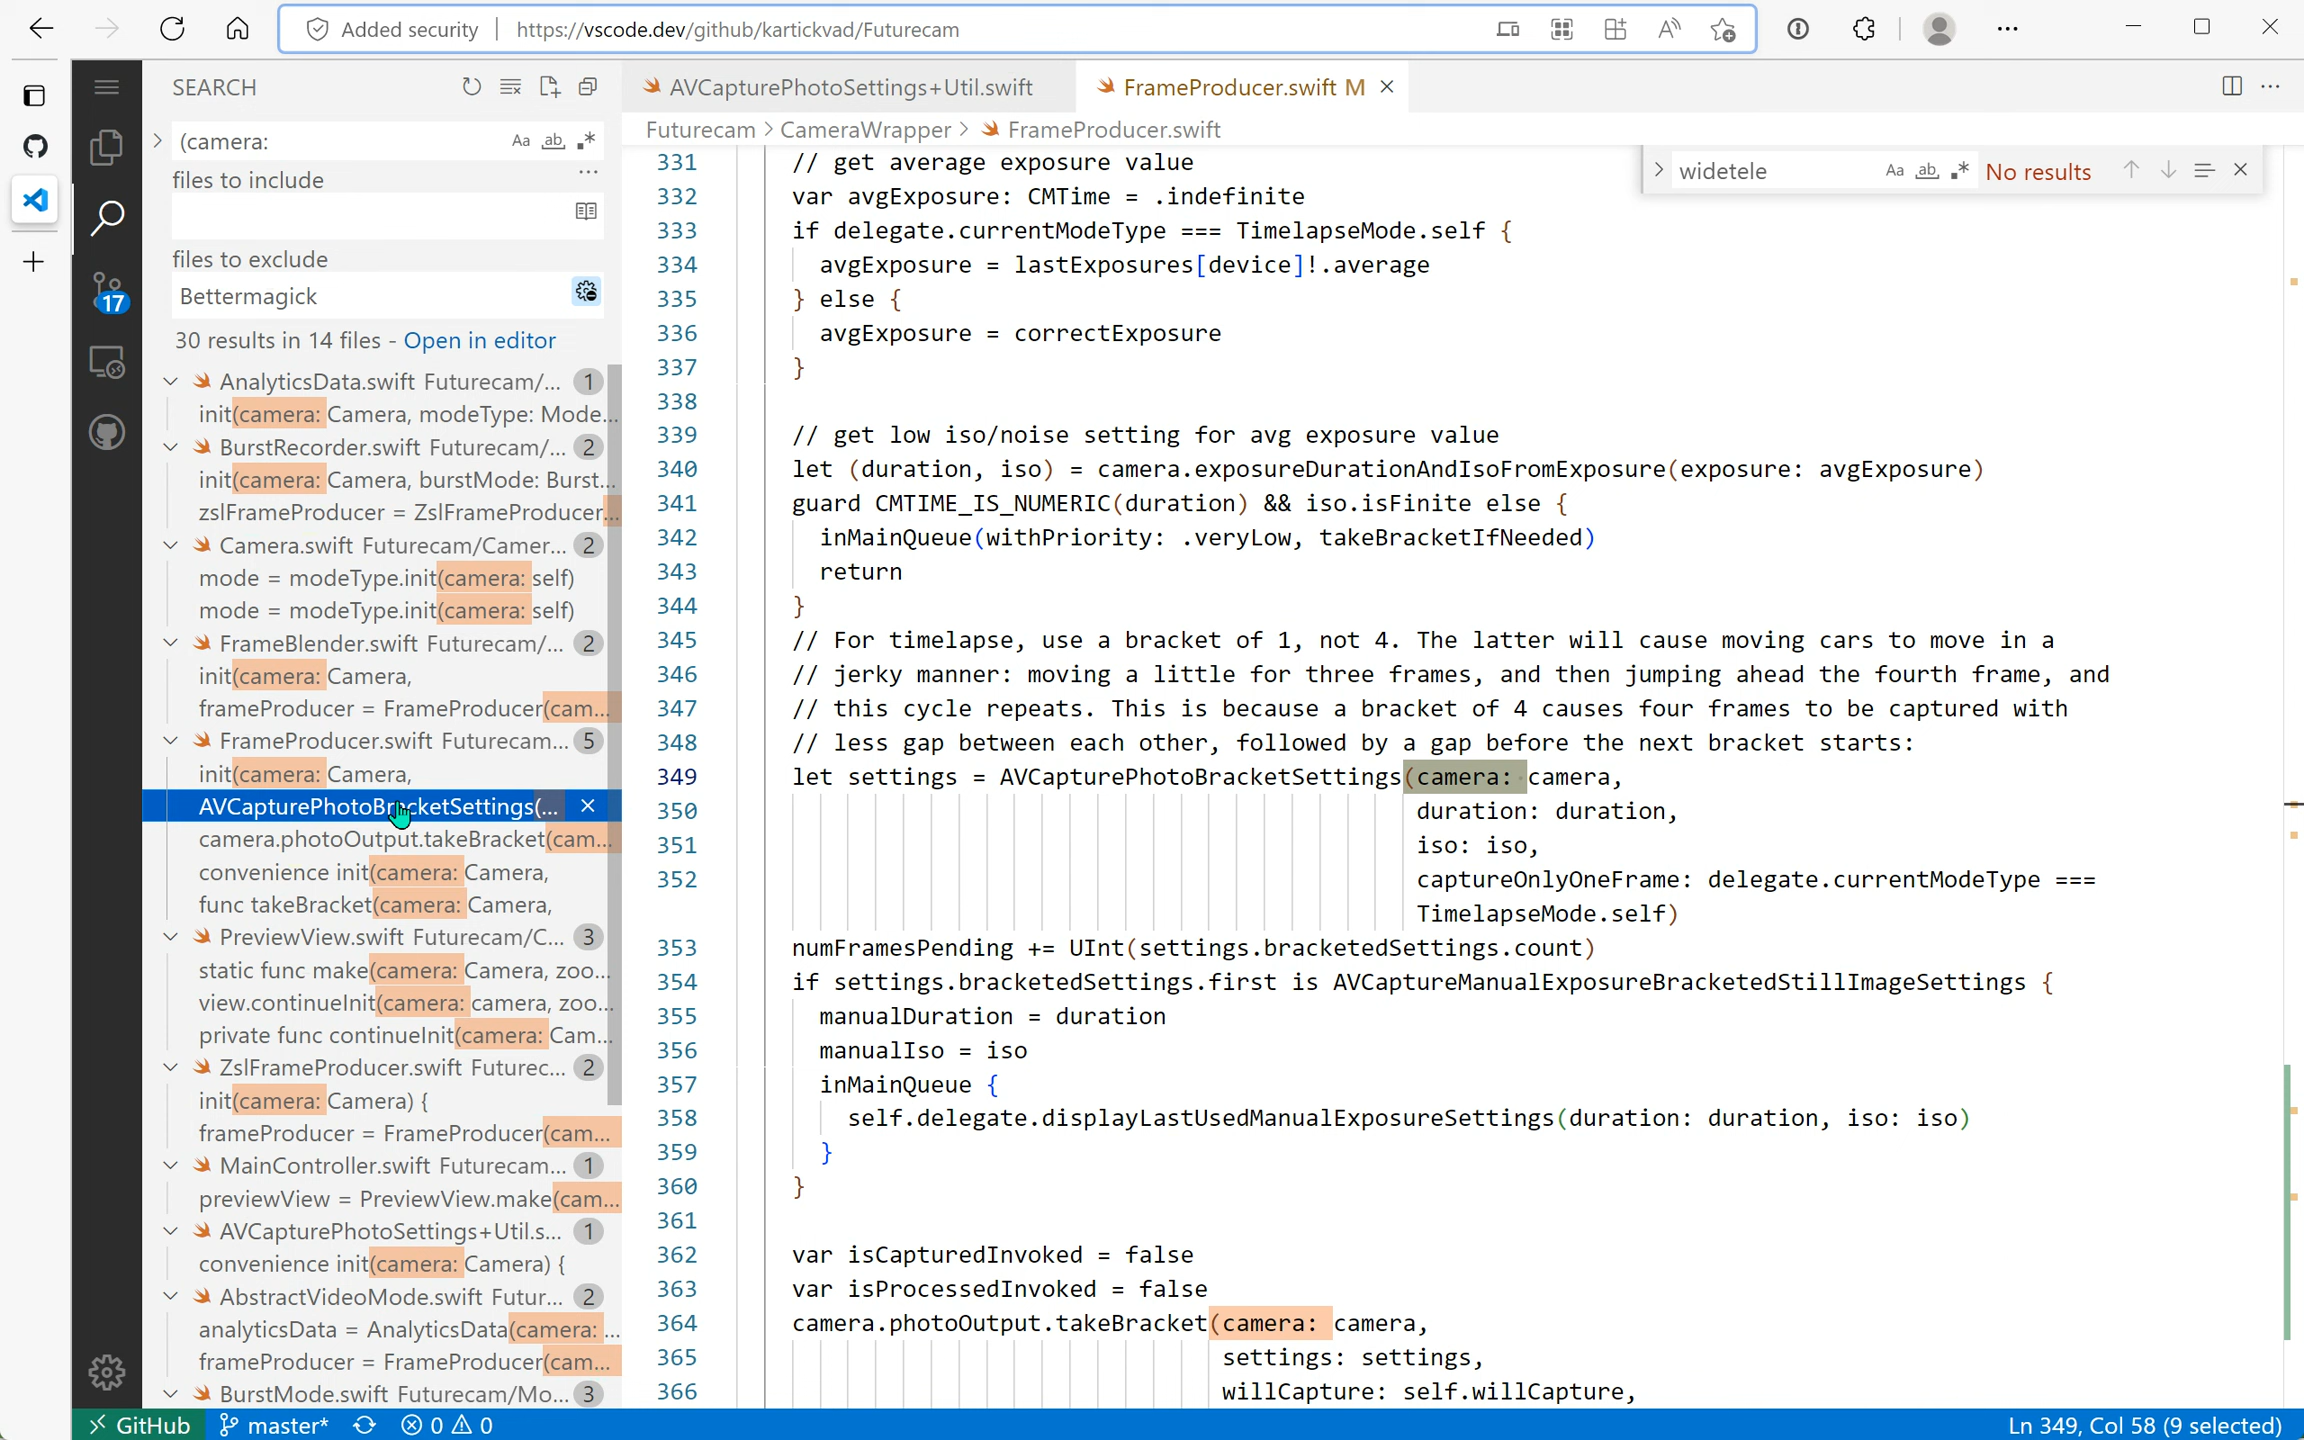 Added security
https://vscode.dev/github/kartickvad/Futurecam
SEARCH
(camera:
Aa ab
files to include
files to exclude
Bettermagick
30 results in 14 files - Open in editor
AnalyticsData.swift Futurecam/... 1
init(camera: Camera, modeType: Mode...
BurstRecorder.swift Futurecam/... 2
init(camera: Camera, burstMode: Burst...
zslFrameProducer = ZslFrameProducer...
Camera.swift Futurecam/Camer... 2
mode = modeType.init(camera: self)
mode = modeType.init(camera: self)
FrameBlender.swift Futurecam/... 2
init(camera: Camera,
frameProducer = FrameProducer(cam...
FrameProducer.swift Futurecam... 5
init(camera: Camera,
AVCapturePhotoBracketSettings(...
camera.photoOutput.takeBracket(cam...
convenience init(camera: Camera,
func takeBracket(camera: Camera,
PreviewView.swift Futurecam/C... 3
static func make(camera: Camera, zoo...
view.continueInit(camera: camera, zoo...
private func continueInit(camera: Cam...
ZslFrameProducer.swift Futurec... 2
init(camera: Camera) {
frameProducer = FrameProducer(cam...
MainController.swift Futurecam... 1
previewView = PreviewView.make(cam...
AVCapturePhotoSettings+Util.s... 1
convenience init(camera: Camera) {
AbstractVideoMode.swift Futur... 2
analyticsData = AnalyticsData(camera: ...
frameProducer = FrameProducer(cam...
BurstMode.swift Futurecam/Mo... 3
17
AVCapturePhotoSettings+Util.swift
FrameProducer.swift M
Futurecam > CameraWrapper > FrameProducer.swift
widetele
Aa ab
No results
331 // get average exposure value
332 var avgExposure: CMTime = .indefinite
333 if delegate.currentModeType === TimelapseMode.self {
334 avgExposure = lastExposures[device]!.average
335 } else {
336 avgExposure = correctExposure
337 }
338
339 // get low iso/noise setting for avg exposure value
340 let (duration, iso) = camera.exposureDurationAndIsoFromExposure(exposure: avgExposure)
341 guard CMTIME_IS_NUMERIC(duration) && iso.isFinite else {
342 inMainQueue(withPriority: .veryLow, takeBracketIfNeeded)
343 return
344 }
345 // For timelapse, use a bracket of 1, not 4. The latter will cause moving cars to move in a
346 // jerky manner: moving a little for three frames, and then jumping ahead the fourth frame, and
347 // this cycle repeats. This is because a bracket of 4 causes four frames to be captured with
348 // less gap between each other, followed by a gap before the next bracket starts:
349 let settings = AVCapturePhotoBracketSettings(camera: camera,
350 duration: duration,
351 iso: iso,
352 captureOnlyOneFrame: delegate.currentModeType ===
TimelapseMode.self)
353 numFramesPending += UInt(settings.bracketedSettings.count)
354 if settings.bracketedSettings.first is AVCaptureManualExposureBracketedStillImageSettings {
355 manualDuration = duration
356 manualIso = iso
357 inMainQueue {
358 self.delegate.displayLastUsedManualExposureSettings(duration: duration, iso: iso)
359 }
360 }
361
362 var isCapturedInvoked = false
363 var isProcessedInvoked = false
364 camera.photoOutput.takeBracket(camera: camera,
365 settings: settings,
366 willCapture: self.willCapture,
GitHub master* 0 0
Ln 349, Col 58 (9 selected)